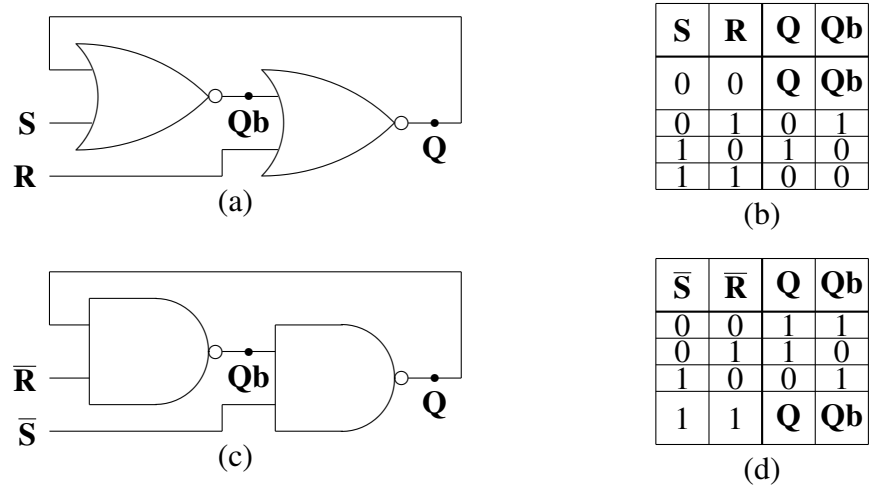 S
R
Qb
Q
(a)
S R Q Qb
0 0 Q Qb
0 1 0 1
1 0 1 0
1 1 0 0
(b)
R̅
S̅
Qb
Q
(c)
S̅ R̅ Q Qb
0 0 1 1
0 1 1 0
1 0 0 1
1 1 Q Qb
(d)